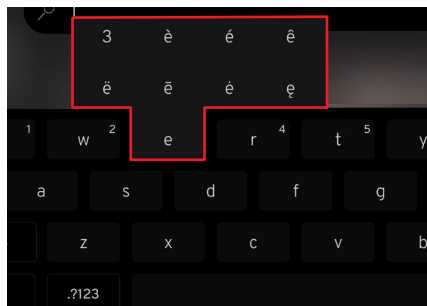 3 è é ê
ë ē ė ę
1 w 2 e r 4 t 5 y
a s d f g
z x c v b
.?123